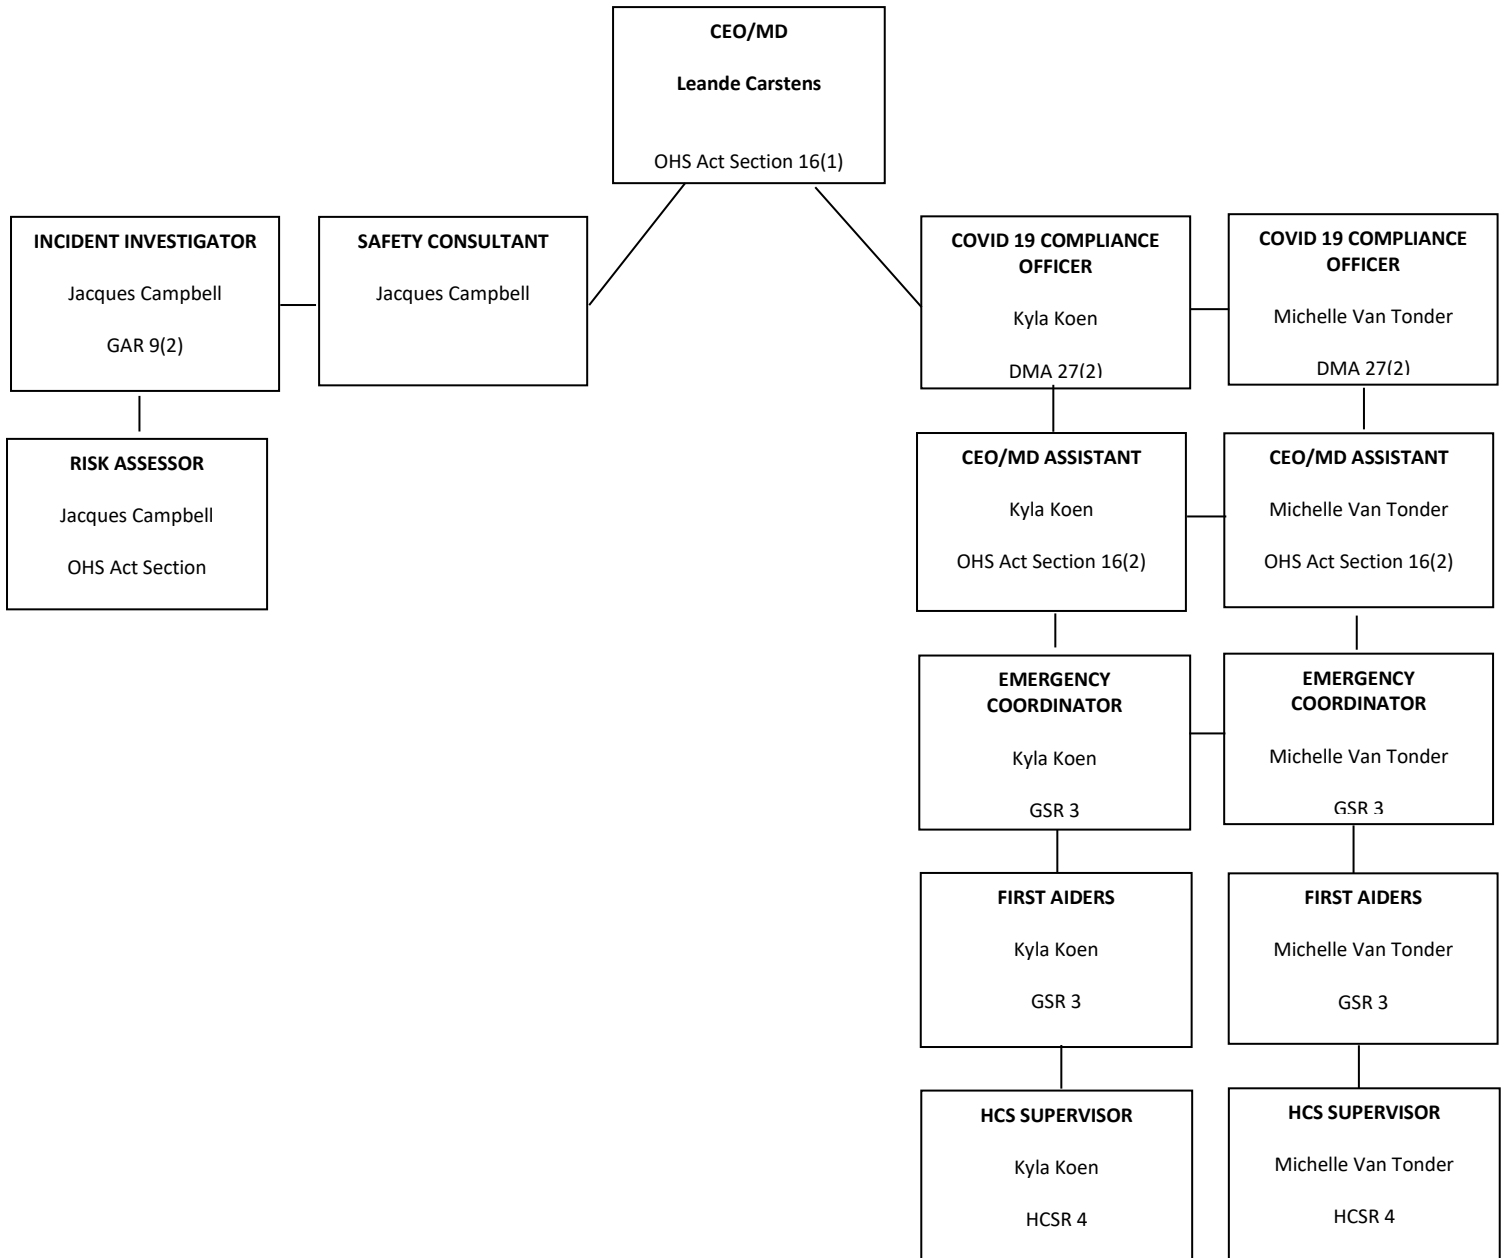 CEO/MD
Leande Carstens
OHS Act Section 16(1)
INCIDENT INVESTIGATOR
Jacques Campbell
GAR 9(2)
SAFETY CONSULTANT
Jacques Campbell
COVID 19 COMPLIANCE
OFFICER
Kyla Koen
DMA 27(2)
COVID 19 COMPLIANCE
OFFICER
Michelle Van Tonder
DMA 27(2)
RISK ASSESSOR
Jacques Campbell
OHS Act Section
CEO/MD ASSISTANT
Kyla Koen
OHS Act Section 16(2)
CEO/MD ASSISTANT
Michelle Van Tonder
OHS Act Section 16(2)
EMERGENCY
COORDINATOR
Kyla Koen
GSR 3
EMERGENCY
COORDINATOR
Michelle Van Tonder
GSR 3
FIRST AIDERS
Kyla Koen
GSR 3
FIRST AIDERS
Michelle Van Tonder
GSR 3
HCS SUPERVISOR
Kyla Koen
HCSR 4
HCS SUPERVISOR
Michelle Van Tonder
HCSR 4